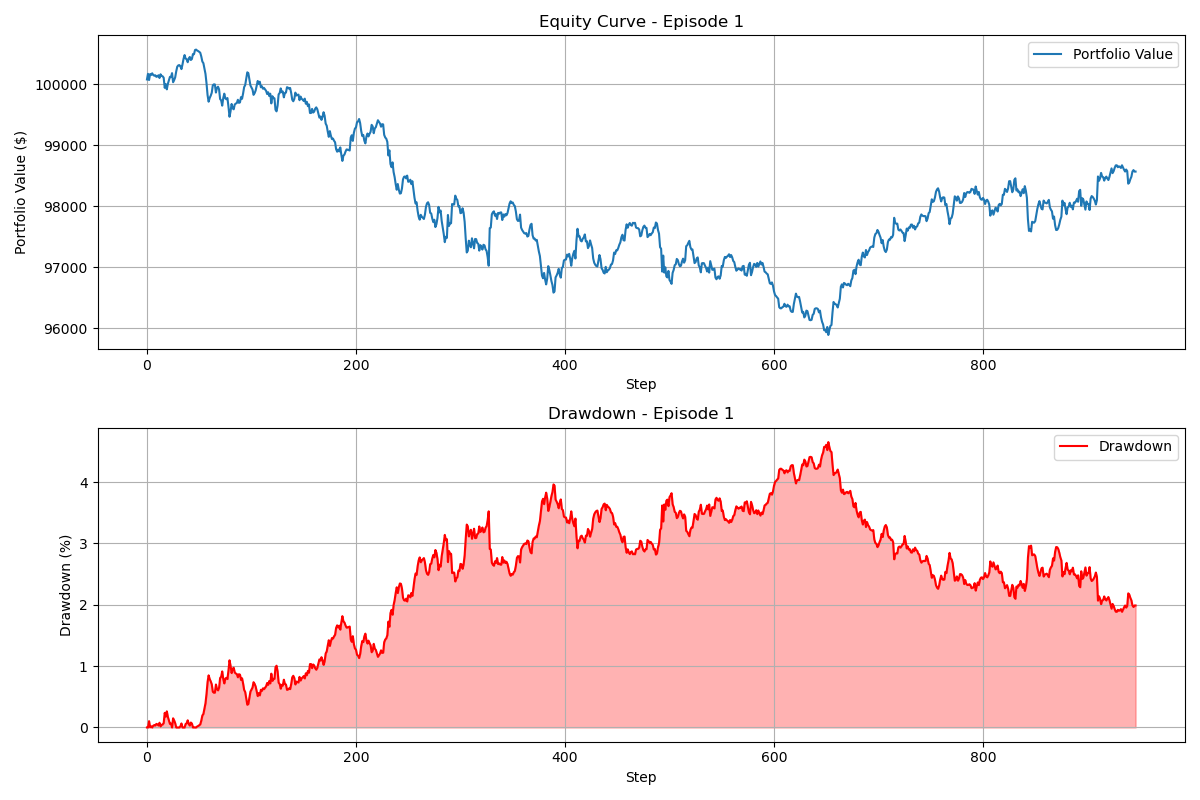 Equity Curve - Episode 1
Portfolio Value
Portfolio Value ($)
100000
99000
98000
97000
96000
0 200 400 600 800
Step
Drawdown - Episode 1
Drawdown
Drawdown (%)
4
3
2
1
0
0 200 400 600 800
Step